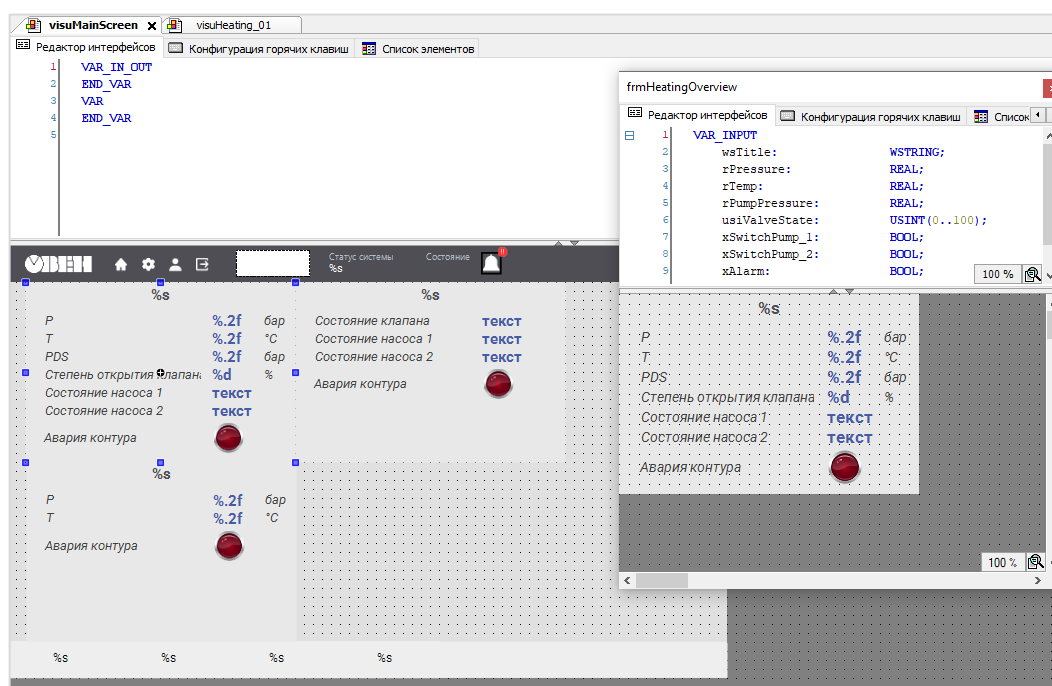 visuMainScreen
visuHeating_01
Редактор интерфейсов
Конфигурация горячих клавиш
Список элементов
1 VAR_IN_OUT
2 END_VAR
3 VAR
4 END_VAR
5
ОВЕН
Статус системы
%s
Состояние
%s
P %.2f бар
T %.2f °C
PDS %.2f бар
Степень открытия клапана %d %
Состояние насоса 1 текст
Состояние насоса 2 текст
Авария контура
%s
Состояние клапана текст
Состояние насоса 1 текст
Состояние насоса 2 текст
Авария контура
%s
P %.2f бар
T %.2f °C
Авария контура
%s %s %s %s
frmHeatingOverview
Редактор интерфейсов
Конфигурация горячих клавиш
Список
1 VAR_INPUT
2 wsTitle: WSTRING;
3 rPressure: REAL;
4 rTemp: REAL;
5 rPumpPressure: REAL;
6 usiValveState: USINT(0..100);
7 xSwitchPump_1: BOOL;
8 xSwitchPump_2: BOOL;
9 xAlarm: BOOL;
100 %
%s
P %.2f бар
T %.2f °C
PDS %.2f бар
Степень открытия клапана %d %
Состояние насоса 1 текст
Состояние насоса 2 текст
Авария контура
100 %